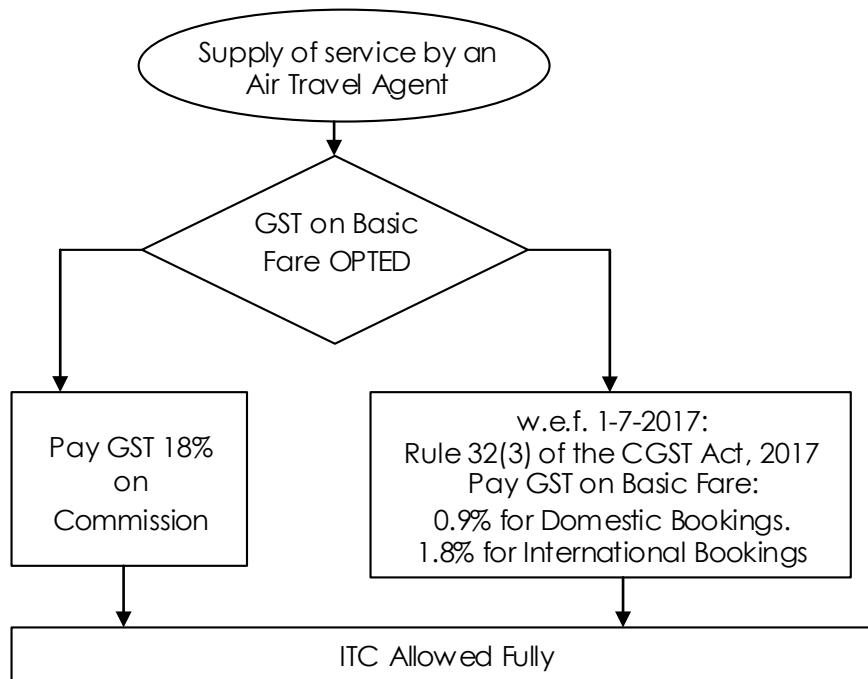 Supply of service by an
Air Travel Agent
GST on Basic
Fare OPTED
Pay GST 18%
on
Commission
w.e.f. 1-7-2017:
Rule 32(3) of the CGST Act, 2017
Pay GST on Basic Fare:
0.9% for Domestic Bookings.
1.8% for International Bookings
ITC Allowed Fully